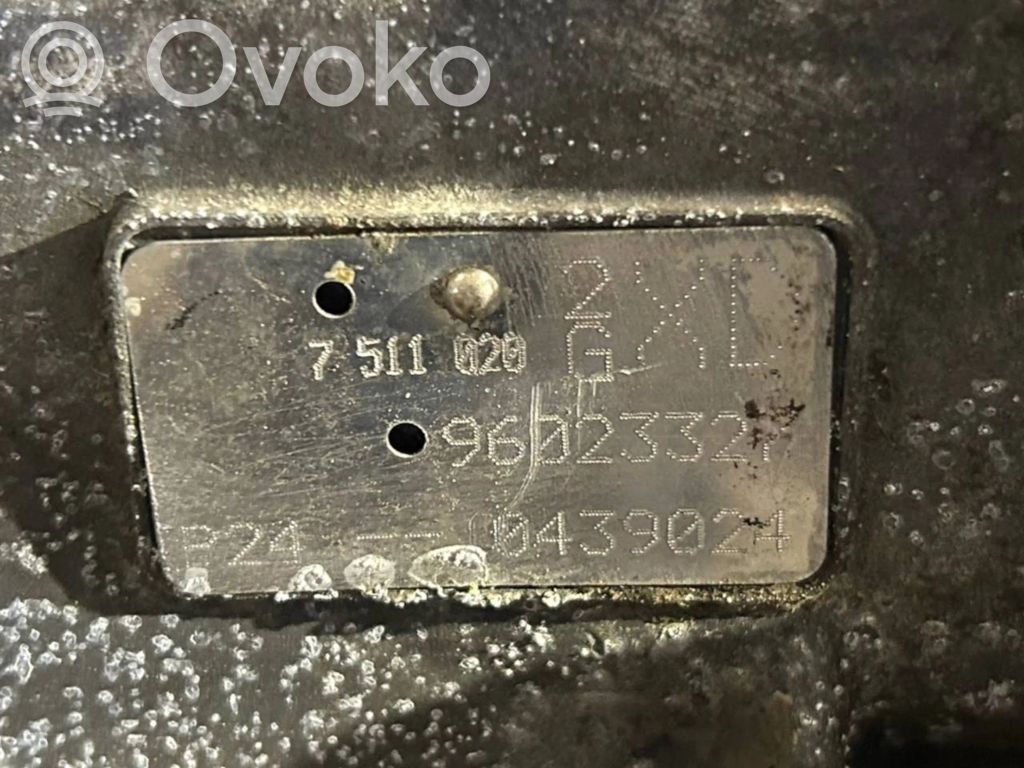 Ovoko
2XD
7 511 020 G
96023327
P24 --- 0439024